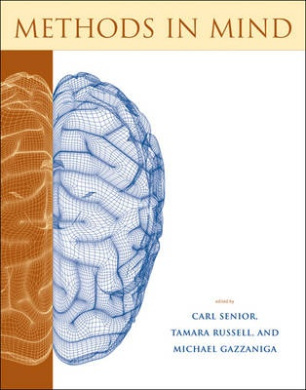 METHODS IN MIND
edited by
CARL SENIOR,
TAMARA RUSSELL, AND
MICHAEL GAZZANIGA